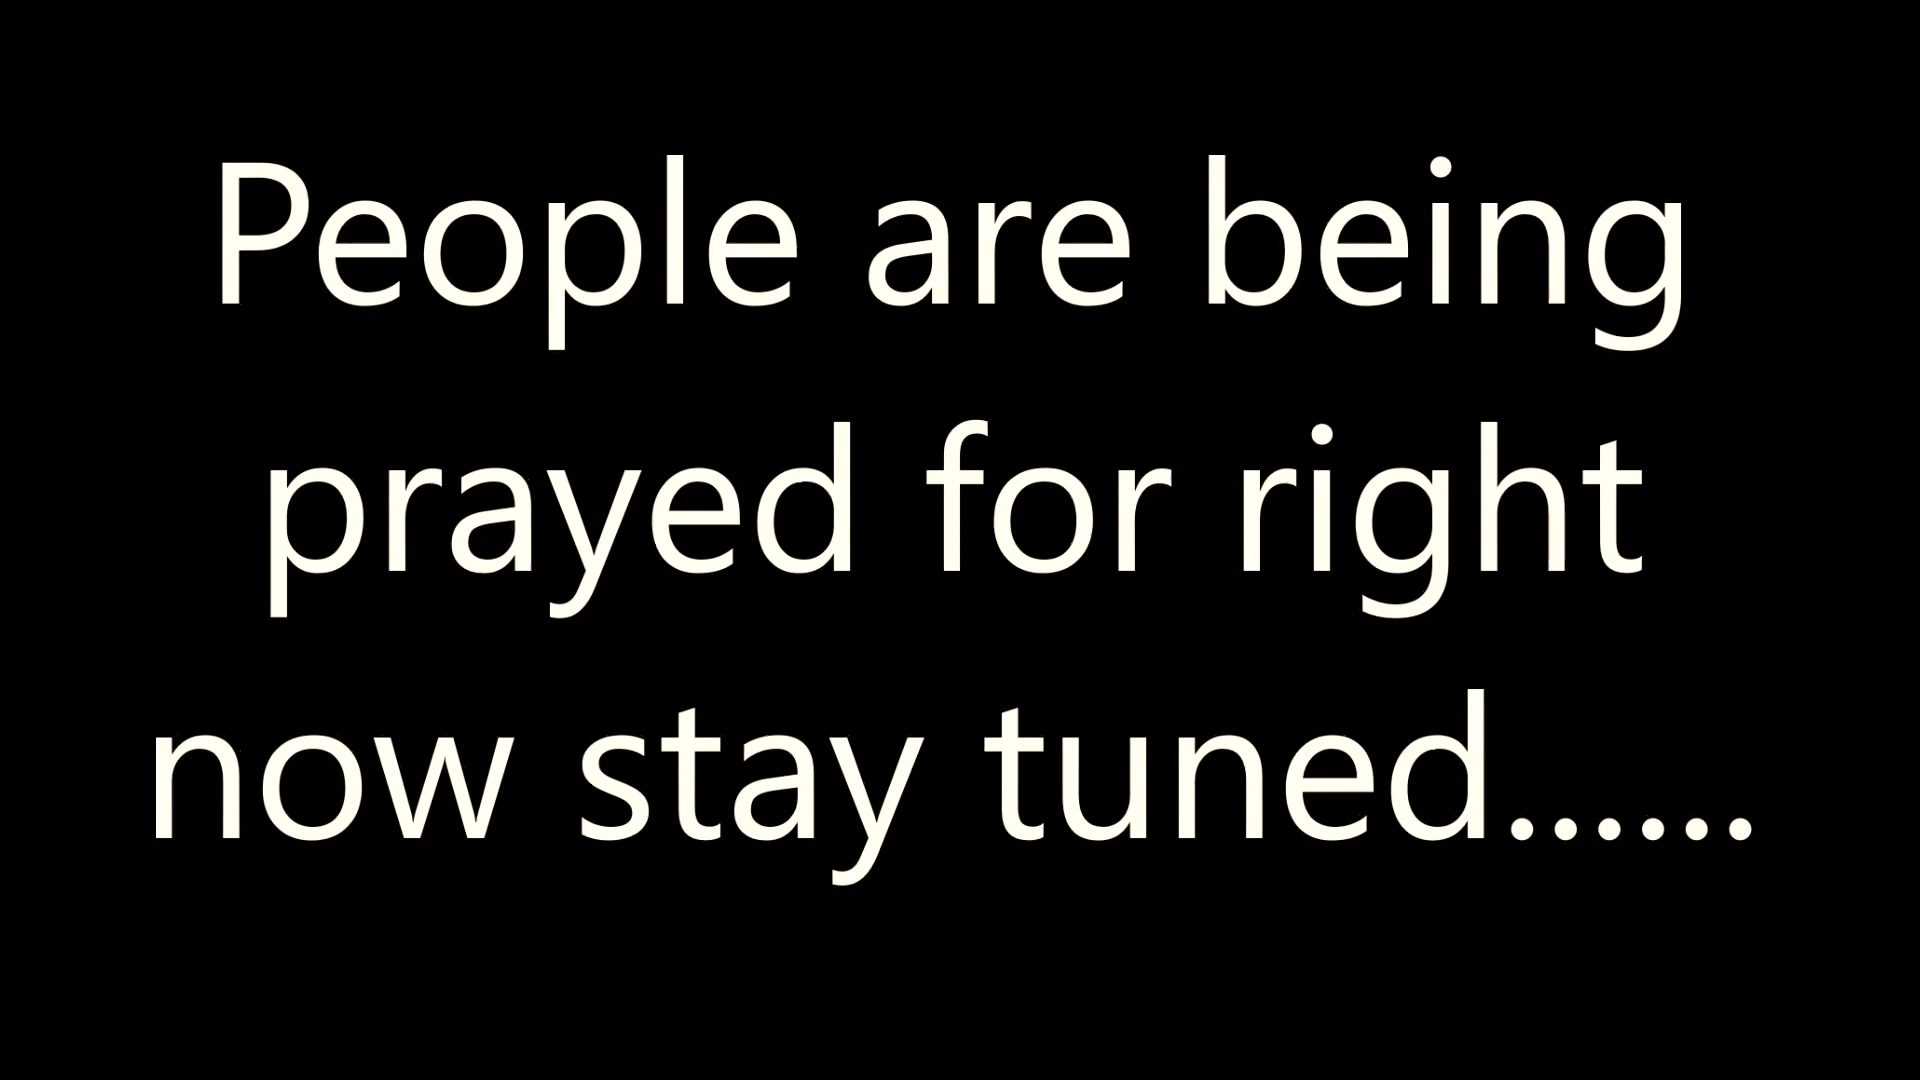 People are being
prayed for right
now stay tuned......